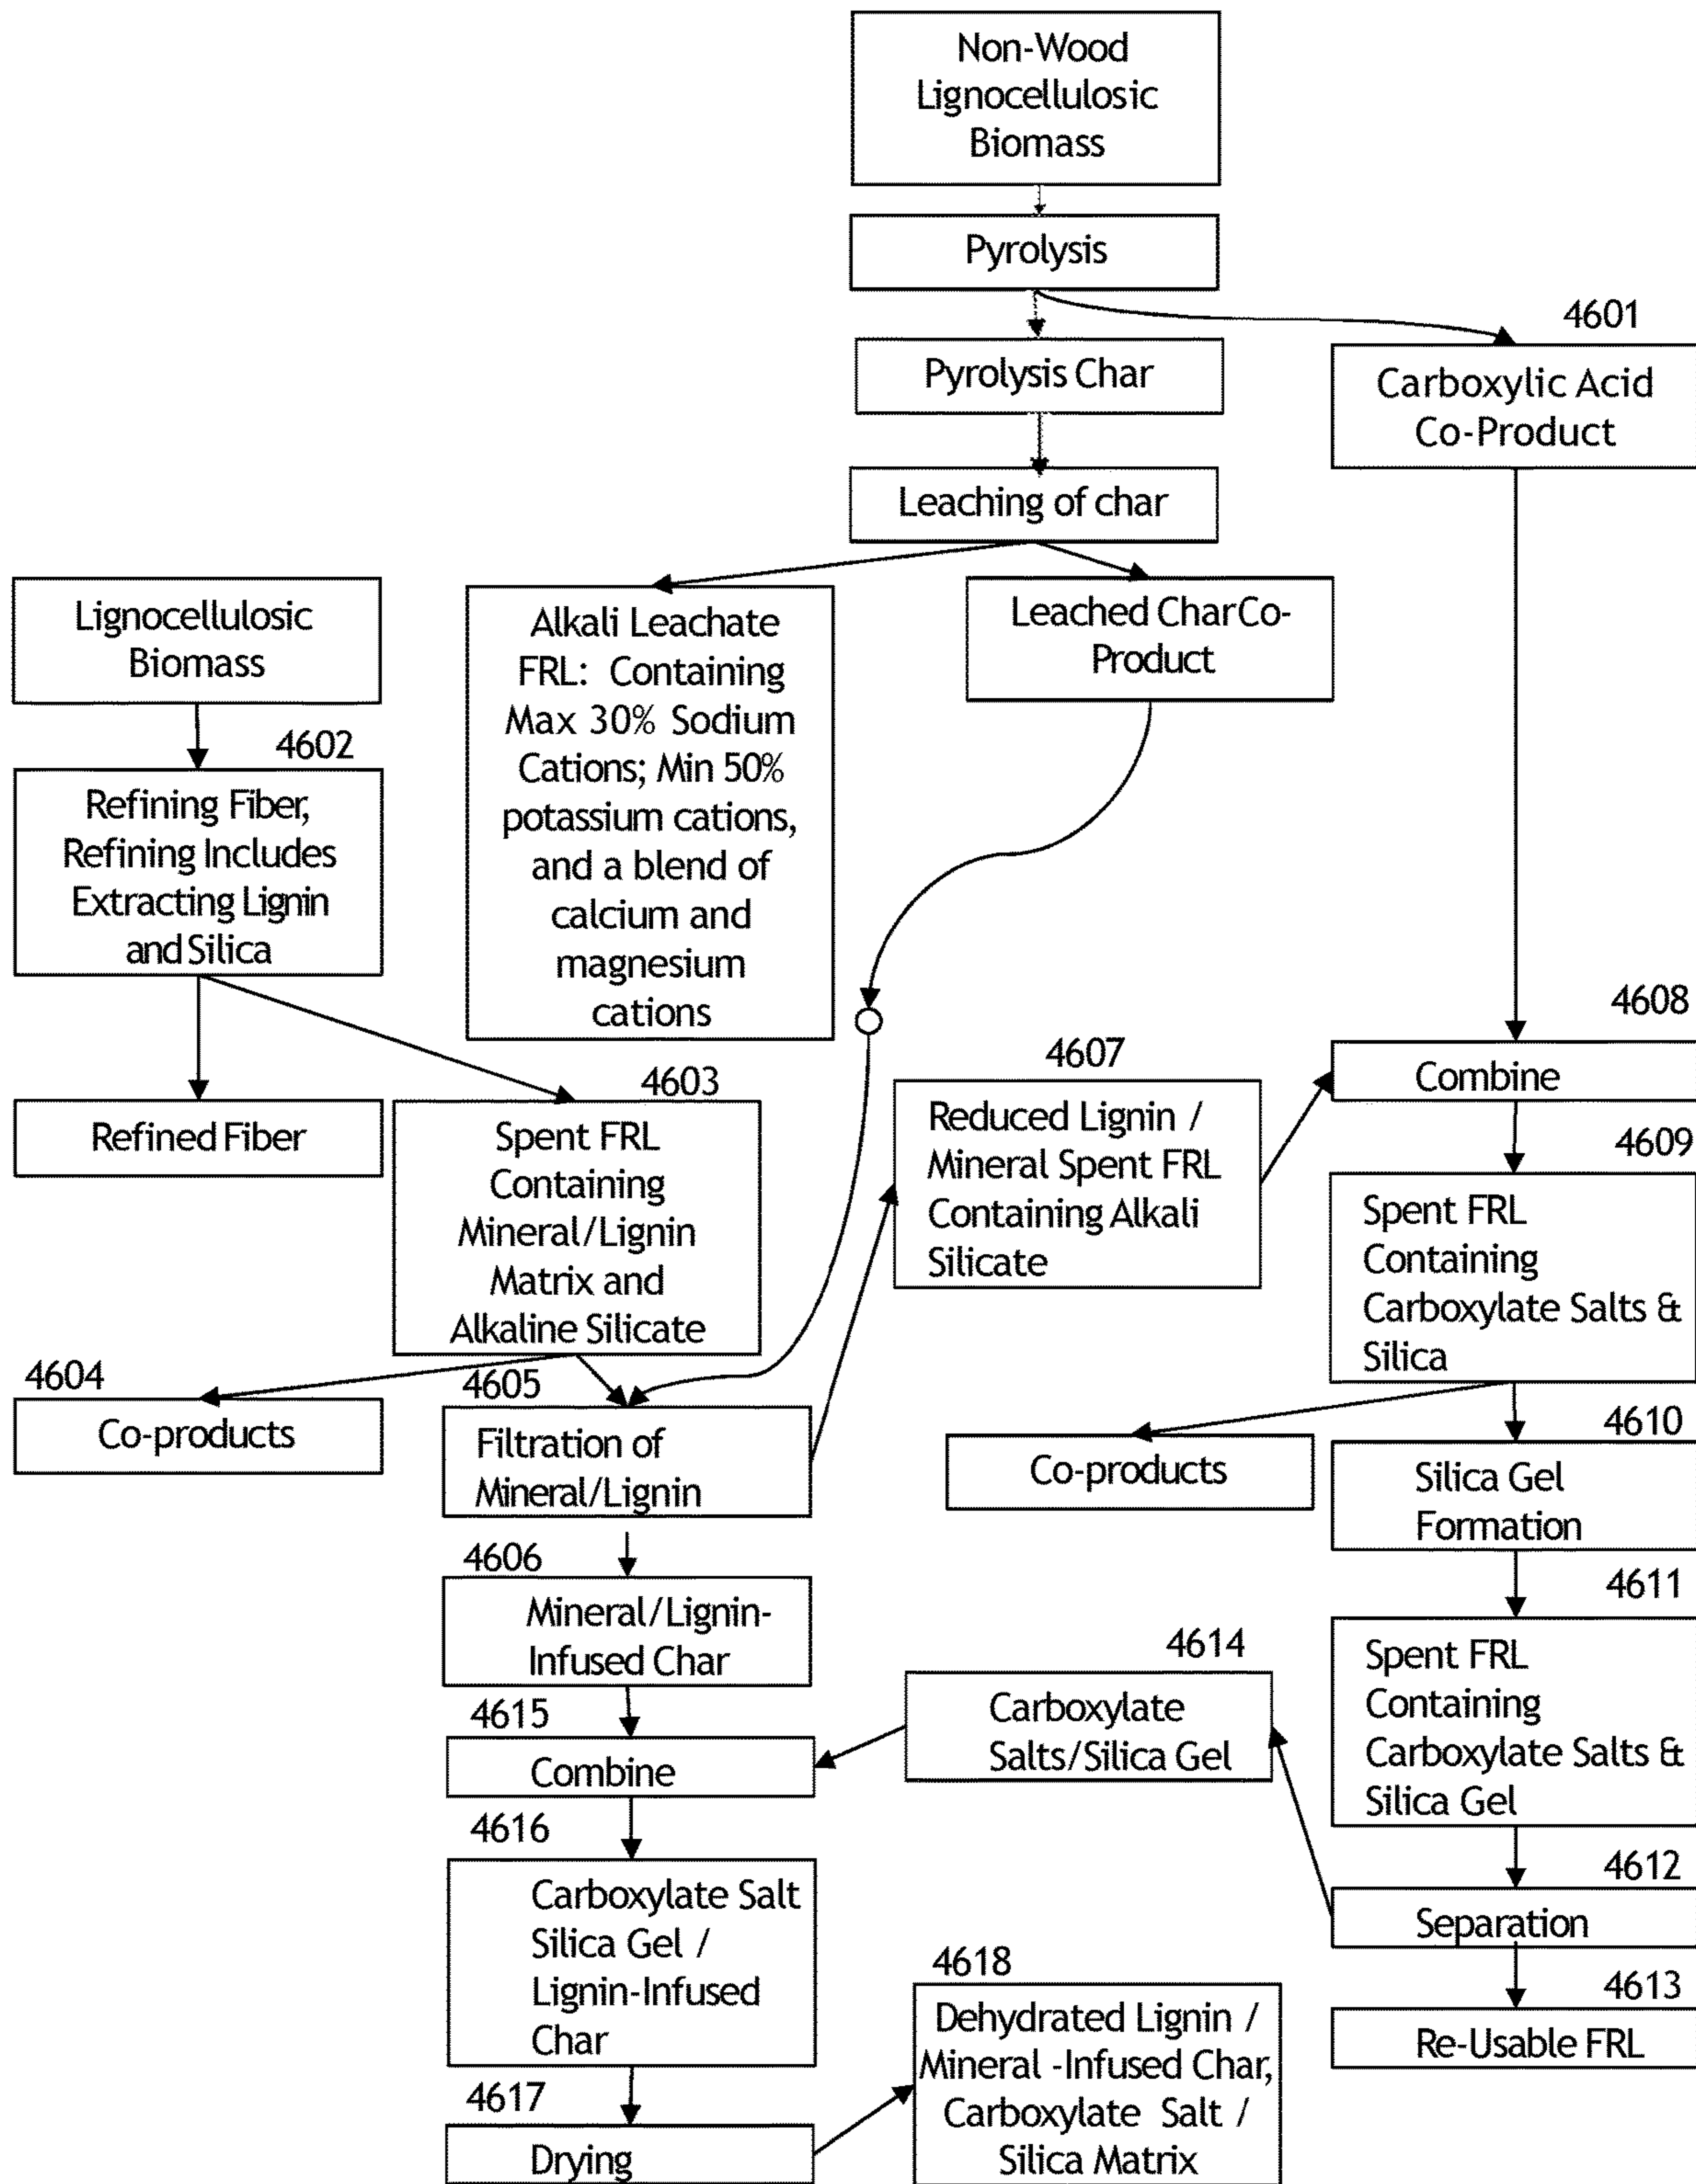 Non-Wood
Lignocellulosic
Biomass
Pyrolysis
4601
Pyrolysis Char
Carboxylic Acid
Co-Product
Leaching of char
Lignocellulosic
Biomass
Alkali Leachate
FRL: Containing
Max 30% Sodium
Cations; Min 50%
potassium cations,
and a blend of
calcium and
magnesium
cations
Leached Char Co-
Product
4602
Refining Fiber,
Refining Includes
Extracting Lignin
and Silica
Refined Fiber
4603
Spent FRL
Containing
Mineral/Lignin
Matrix and
Alkaline Silicate
4607
Reduced Lignin /
Mineral Spent FRL
Containing Alkali
Silicate
4608
Combine
4609
Spent FRL
Containing
Carboxylate Salts &
Silica
4604
Co-products
4605
Filtration of
Mineral/Lignin
Co-products
4610
Silica Gel
Formation
4606
Mineral/Lignin-
Infused Char
4611
Spent FRL
Containing
Carboxylate Salts &
Silica Gel
4614
Carboxylate
Salts/Silica Gel
4615
Combine
4616
Carboxylate Salt
Silica Gel /
Lignin-Infused
Char
4612
Separation
4613
Re-Usable FRL
4617
Drying
4618
Dehydrated Lignin /
Mineral -Infused Char,
Carboxylate Salt /
Silica Matrix